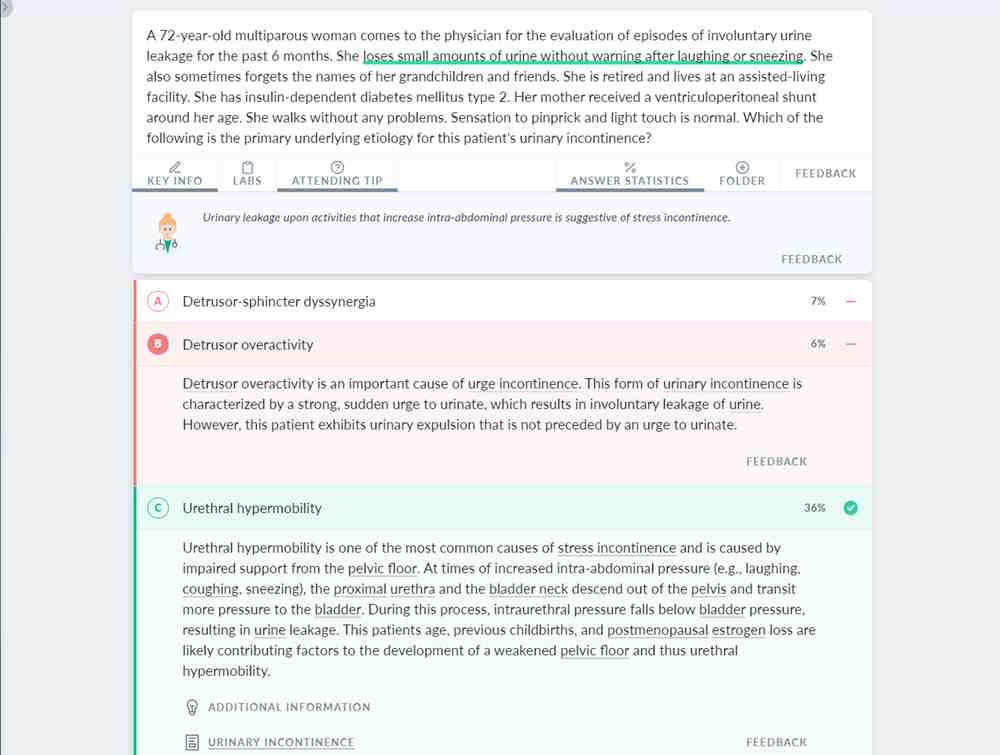 A 72-year-old multiparous woman comes to the physician for the evaluation of episodes of involuntary urine
leakage for the past 6 months. She loses small amounts of urine without warning after laughing or sneezing. She
also sometimes forgets the names of her grandchildren and friends. She is retired and lives at an assisted-living
facility. She has insulin-dependent diabetes mellitus type 2. Her mother received a ventriculoperitoneal shunt
around her age. She walks without any problems. Sensation to pinprick and light touch is normal. Which of the
following is the primary underlying etiology for this patient's urinary incontinence?
KEY INFO LABS ATTENDING TIP ANSWER STATISTICS FOLDER FEEDBACK
Urinary leakage upon activities that increase intra-abdominal pressure is suggestive of stress incontinence.
FEEDBACK
A Detrusor-sphincter dyssynergia 7%
B Detrusor overactivity 6%
Detrusor overactivity is an important cause of urge incontinence. This form of urinary incontinence is
characterized by a strong, sudden urge to urinate, which results in involuntary leakage of urine.
However, this patient exhibits urinary expulsion that is not preceded by an urge to urinate.
FEEDBACK
C Urethral hypermobility 36%
Urethral hypermobility is one of the most common causes of stress incontinence and is caused by
impaired support from the pelvic floor. At times of increased intra-abdominal pressure (e.g., laughing,
coughing, sneezing), the proximal urethra and the bladder neck descend out of the pelvis and transit
more pressure to the bladder. During this process, intraurethral pressure falls below bladder pressure,
resulting in urine leakage. This patients age, previous childbirths, and postmenopausal estrogen loss are
likely contributing factors to the development of a weakened pelvic floor and thus urethral
hypermobility.
ADDITIONAL INFORMATION
URINARY INCONTINENCE FEEDBACK